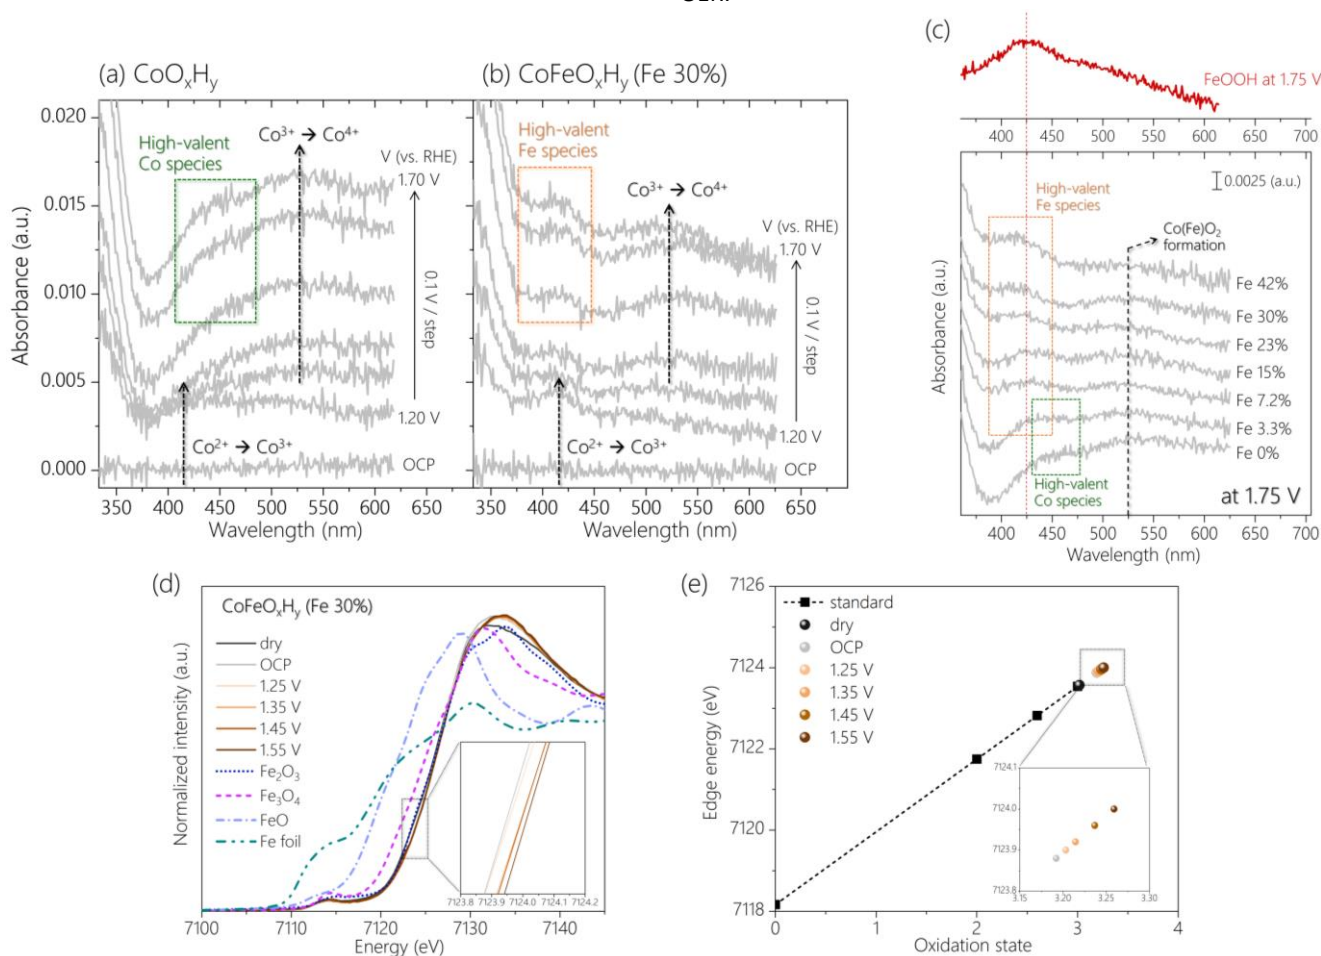 (a) CoOₓHᵧ
0.020
0.015
0.010
0.005
0.000
Absorbance (a.u.)
High-valent
Co species
Co³⁺ → Co⁴⁺
V (vs. RHE)
1.70 V
0.1 V / step
1.20 V
Co²⁺ → Co³⁺
OCP
350 400 450 500 550 600 650
Wavelength (nm)
(b) CoFeOₓHᵧ (Fe 30%)
High-valent
Fe species
Co³⁺ → Co⁴⁺
V (vs. RHE)
1.70 V
0.1 V / step
1.20 V
Co²⁺ → Co³⁺
OCP
350 400 450 500 550 600 650
Wavelength (nm)
(c)
FeOOH at 1.75 V
400 450 500 550 600 650 700
0.0025 (a.u.)
High-valent
Fe species
Co(Fe)O₂
formation
Absorbance (a.u.)
Fe 42%
Fe 30%
Fe 23%
Fe 15%
Fe 7.2%
Fe 3.3%
Fe 0%
High-valent
Co species
at 1.75 V
400 450 500 550 600 650 700
Wavelength (nm)
(d)
CoFeOₓHᵧ (Fe 30%)
dry
OCP
1.25 V
1.35 V
1.45 V
1.55 V
Fe₂O₃
Fe₃O₄
FeO
Fe foil
Normalized intensity (a.u.)
7123.8 7123.9 7124.0 7124.1 7124.2
7100 7110 7120 7130 7140
Energy (eV)
(e)
7126
7124
7122
7120
7118
Edge energy (eV)
standard
dry
OCP
1.25 V
1.35 V
1.45 V
1.55 V
7124.1
7124.0
7123.9
7123.8
3.15 3.20 3.25 3.30
0 1 2 3 4
Oxidation state